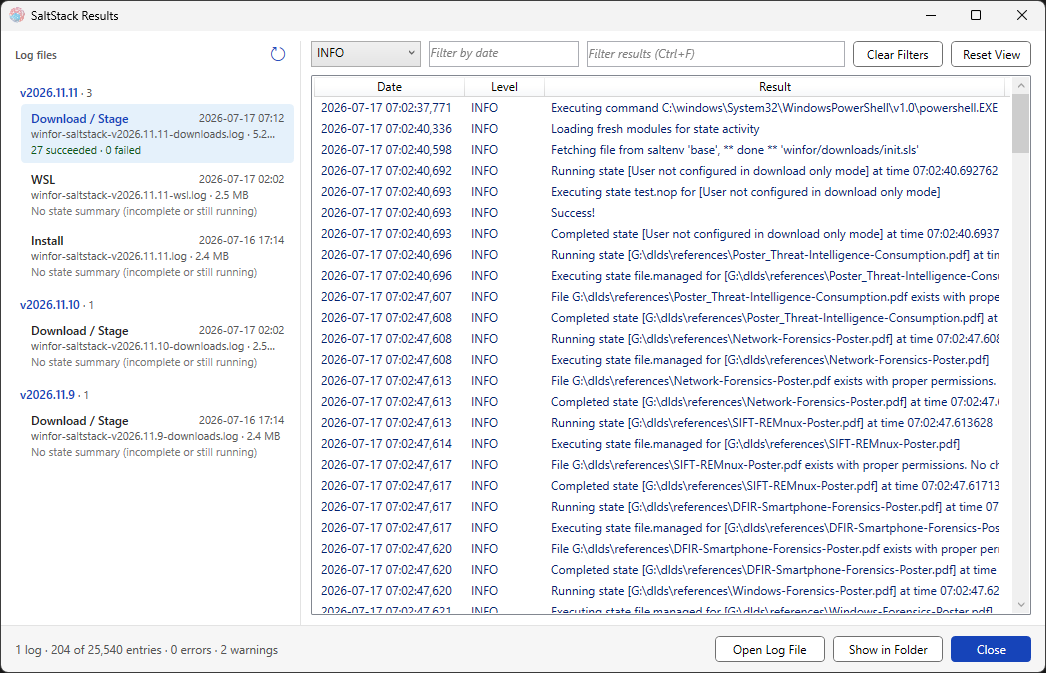 SaltStack Results
Log files
INFO
Filter by date
Filter results (Ctrl+F)
Clear Filters
Reset View
v2026.11.11 · 3
Download / Stage 2026-07-17 07:12
winfor-saltstack-v2026.11.11-downloads.log · 5.2...
27 succeeded · 0 failed
WSL 2026-07-17 02:02
winfor-saltstack-v2026.11.11-wsl.log · 2.5 MB
No state summary (incomplete or still running)
Install 2026-07-16 17:14
winfor-saltstack-v2026.11.11.log · 2.4 MB
No state summary (incomplete or still running)
v2026.11.10 · 1
Download / Stage 2026-07-17 02:02
winfor-saltstack-v2026.11.10-downloads.log · 2.5...
No state summary (incomplete or still running)
v2026.11.9 · 1
Download / Stage 2026-07-16 17:14
winfor-saltstack-v2026.11.9-downloads.log · 2.4 MB
No state summary (incomplete or still running)
Date Level Result
2026-07-17 07:02:37,771 INFO Executing command C:\windows\System32\WindowsPowerShell\v1.0\powershell.EXE
2026-07-17 07:02:40,336 INFO Loading fresh modules for state activity
2026-07-17 07:02:40,598 INFO Fetching file from saltenv 'base', ** done ** 'winfor/downloads/init.sls'
2026-07-17 07:02:40,692 INFO Running state [User not configured in download only mode] at time 07:02:40.692762
2026-07-17 07:02:40,693 INFO Executing state test.nop for [User not configured in download only mode]
2026-07-17 07:02:40,693 INFO Success!
2026-07-17 07:02:40,693 INFO Completed state [User not configured in download only mode] at time 07:02:40.6937
2026-07-17 07:02:40,696 INFO Running state [G:\dlds\references\Poster_Threat-Intelligence-Consumption.pdf] at tim
2026-07-17 07:02:40,696 INFO Executing state file.managed for [G:\dlds\references\Poster_Threat-Intelligence-Consu
2026-07-17 07:02:47,607 INFO File G:\dlds\references\Poster_Threat-Intelligence-Consumption.pdf exists with prope
2026-07-17 07:02:47,608 INFO Completed state [G:\dlds\references\Poster_Threat-Intelligence-Consumption.pdf] at
2026-07-17 07:02:47,608 INFO Running state [G:\dlds\references\Network-Forensics-Poster.pdf] at time 07:02:47.608
2026-07-17 07:02:47,608 INFO Executing state file.managed for [G:\dlds\references\Network-Forensics-Poster.pdf]
2026-07-17 07:02:47,613 INFO File G:\dlds\references\Network-Forensics-Poster.pdf exists with proper permissions.
2026-07-17 07:02:47,613 INFO Completed state [G:\dlds\references\Network-Forensics-Poster.pdf] at time 07:02:47.6
2026-07-17 07:02:47,613 INFO Running state [G:\dlds\references\SIFT-REMnux-Poster.pdf] at time 07:02:47.613628
2026-07-17 07:02:47,614 INFO Executing state file.managed for [G:\dlds\references\SIFT-REMnux-Poster.pdf]
2026-07-17 07:02:47,617 INFO File G:\dlds\references\SIFT-REMnux-Poster.pdf exists with proper permissions. No ch
2026-07-17 07:02:47,617 INFO Completed state [G:\dlds\references\SIFT-REMnux-Poster.pdf] at time 07:02:47.61713
2026-07-17 07:02:47,617 INFO Running state [G:\dlds\references\DFIR-Smartphone-Forensics-Poster.pdf] at time 07
2026-07-17 07:02:47,617 INFO Executing state file.managed for [G:\dlds\references\DFIR-Smartphone-Forensics-Pos
2026-07-17 07:02:47,620 INFO File G:\dlds\references\DFIR-Smartphone-Forensics-Poster.pdf exists with proper per
2026-07-17 07:02:47,620 INFO Completed state [G:\dlds\references\DFIR-Smartphone-Forensics-Poster.pdf] at time
2026-07-17 07:02:47,620 INFO Running state [G:\dlds\references\Windows-Forensics-Poster.pdf] at time 07:02:47.62
2026-07-17 07:02:47,621 INFO Executing state file.managed for [G:\dlds\references\Windows-Forensics-Poster.pdf]
1 log · 204 of 25,540 entries · 0 errors · 2 warnings
Open Log File
Show in Folder
Close